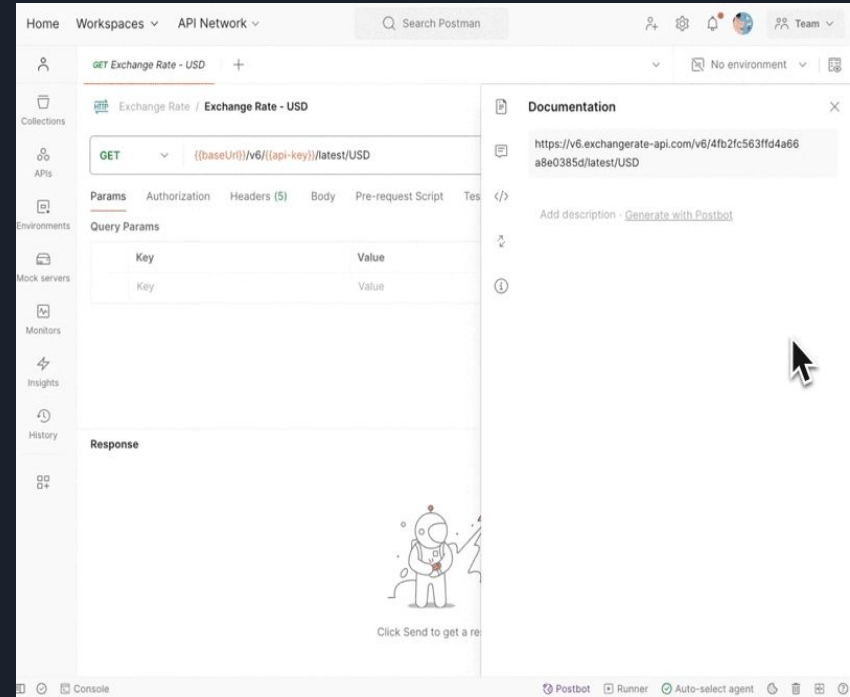 Home Workspaces API Network Search Postman Team
GET Exchange Rate - USD No environment
Collections
APIs
Environments
Mock servers
Monitors
Insights
History
Exchange Rate / Exchange Rate - USD
GET {{baseUrl}}/v6/{{api-key}}/latest/USD
Params Authorization Headers (5) Body Pre-request Script Tes
Query Params
Key Value
Key Value
Response
Click Send to get a re
Documentation
https://v6.exchangerate-api.com/v6/4fb2fc563ffd4a66
a8e0385d/latest/USD
Add description · Generate with Postbot
Console Postbot Runner Auto-select agent